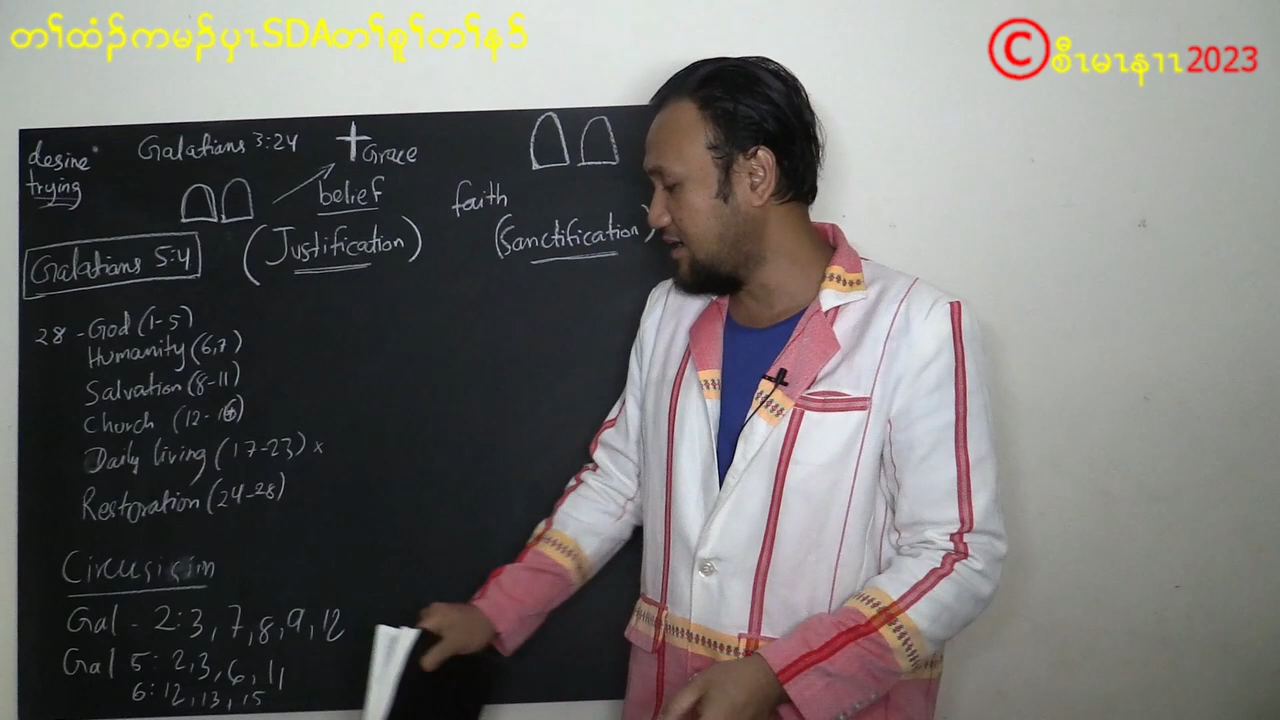 တၢ်ထံၣ်ကမၣ်ပှၤSDAတၢ်စူၢ်တၢ်နာ်
©စီၤမၤနၢၤ2023
desire
trying
Galatians 3:24
Grace
belief
faith
(Justification)
(Sanctification)
Galatians 5:4
28 - God (1-5)
Humanity (6,7)
Salvation (8-11)
Church (12-16)
Daily living (17-23) x
Restoration (24-28)
Circusisim
Gal - 2:3, 7, 8, 9, 12
Gal 5: 2, 3, 6, 11
6: 12, 13, 15